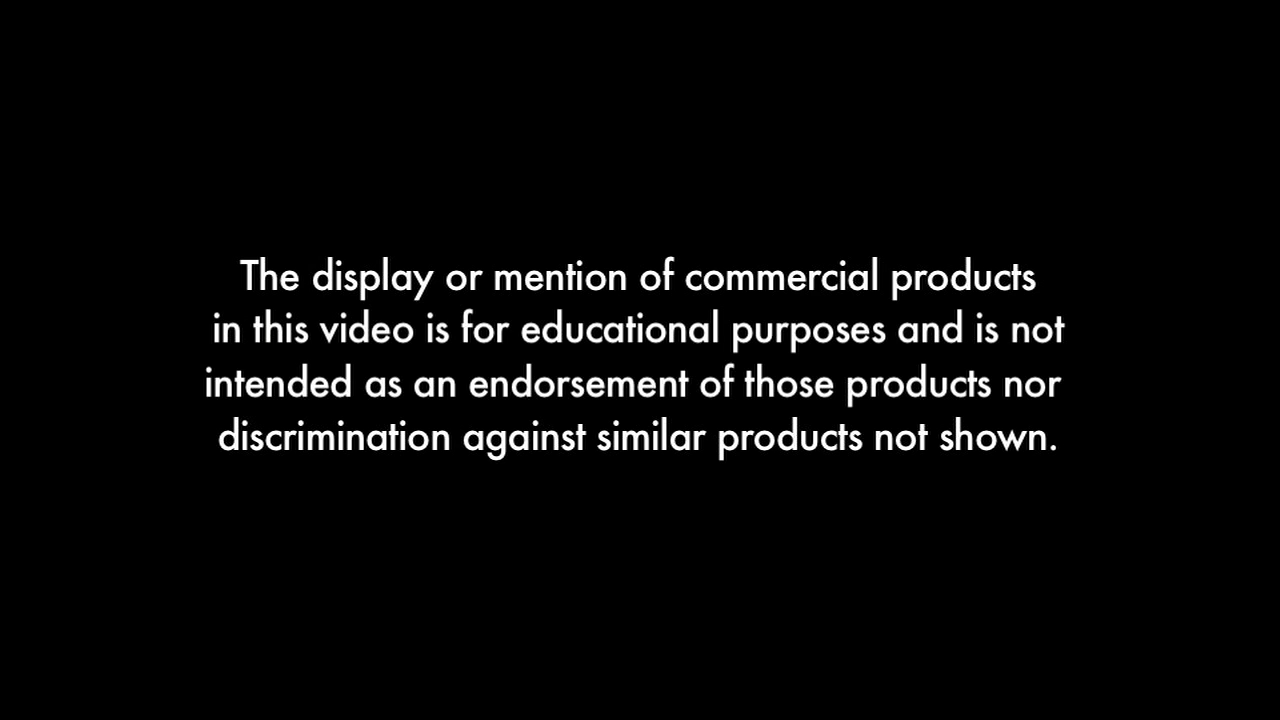 The display or mention of commercial products
in this video is for educational purposes and is not
intended as an endorsement of those products nor
discrimination against similar products not shown.